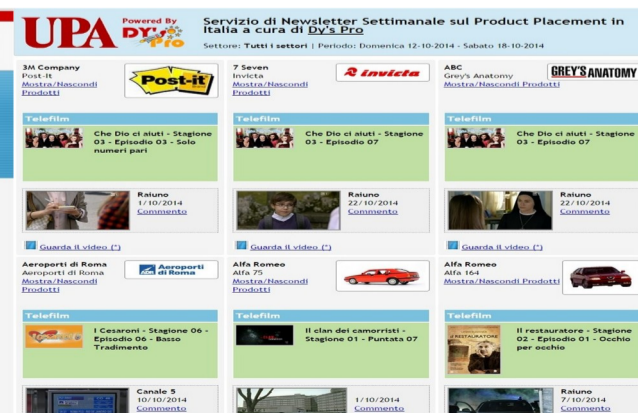 UPA
Powered By
DY's
Pro
Servizio di Newsletter Settimanale sul Product Placement in
Italia a cura di Dy's Pro
Settore: Tutti i settori | Periodo: Domenica 12-10-2014 - Sabato 18-10-2014
3M Company
Post-It
Mostra/Nascondi
Prodotti
Post-it
Telefilm
Che Dio ci aiuti - Stagione
03 - Episodio 03 - Solo
numeri pari
Raiuno
1/10/2014
Commento
Guarda il video (*)
7 Seven
Invicta
Mostra/Nascondi
Prodotti
invicta
Telefilm
Che Dio ci aiuti - Stagione
03 - Episodio 07
Raiuno
22/10/2014
Commento
Guarda il video (*)
ABC
Grey's Anatomy
Mostra/Nascondi Prodotti
GREY'S ANATOMY
Telefilm
Che Dio ci aiuti - Stagione
03 - Episodio 07
Raiuno
22/10/2014
Commento
Guarda il video (*)
Aeroporti di Roma
Aeroporti di Roma
Mostra/Nascondi
Prodotti
Aeroporti
di Roma
Telefilm
I Cesaroni - Stagione 06 -
Episodio 06 - Basso
Tradimento
Canale 5
10/10/2014
Commento
Alfa Romeo
Alfa 75
Mostra/Nascondi
Prodotti
Telefilm
Il clan dei camorristi -
Stagione 01 - Puntata 07
1/10/2014
Commento
Alfa Romeo
Alfa 164
Mostra/Nascondi
Prodotti
Telefilm
RESTAURATORE
Il restauratore - Stagione
02 - Episodio 01 - Occhio
per occhio
Raiuno
7/10/2014
Commento